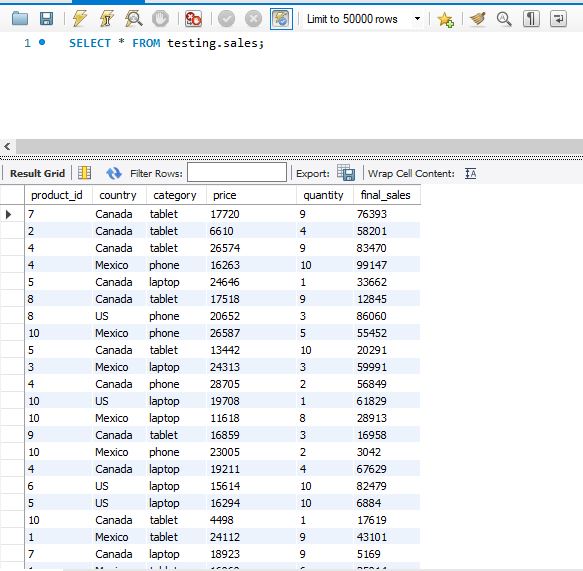 Limit to 50000 rows
1 SELECT * FROM testing.sales;
Result Grid Filter Rows: Export: Wrap Cell Content:
product_id country category price quantity final_sales
7 Canada tablet 17720 9 76393
2 Canada tablet 6610 4 58201
4 Canada tablet 26574 9 83470
4 Mexico phone 16263 10 99147
5 Canada laptop 24646 1 33662
8 Canada tablet 17518 9 12845
8 US phone 20652 3 86060
10 Mexico phone 26587 5 55452
5 Canada tablet 13442 10 20291
3 Mexico laptop 24313 3 59991
4 Canada phone 28705 2 56849
10 US laptop 19708 1 61829
10 Mexico laptop 11618 8 28913
9 Canada tablet 16859 3 16958
10 Mexico phone 23005 2 3042
4 Canada laptop 19211 4 67629
6 US laptop 15614 10 82479
5 US laptop 16294 10 6884
10 Canada tablet 4498 1 17619
1 Mexico tablet 24112 9 43101
7 Canada laptop 18923 9 5169